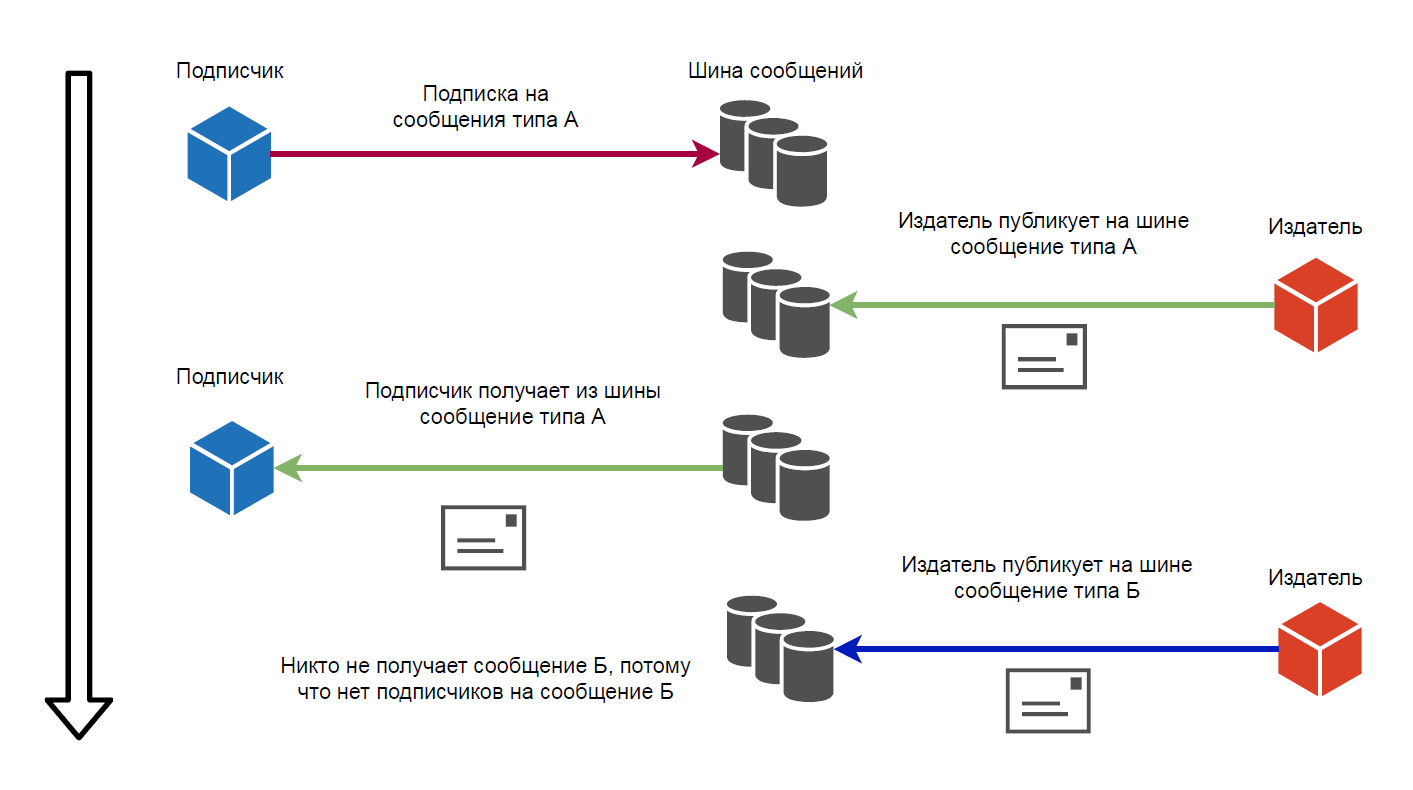 Подписчик
Шина сообщений
Подписка на
сообщения типа А
Издатель публикует на шине
сообщение типа А
Издатель
Подписчик
Подписчик получает из шины
сообщение типа А
Издатель публикует на шине
сообщение типа Б
Издатель
Никто не получает сообщение Б, потому
что нет подписчиков на сообщение Б